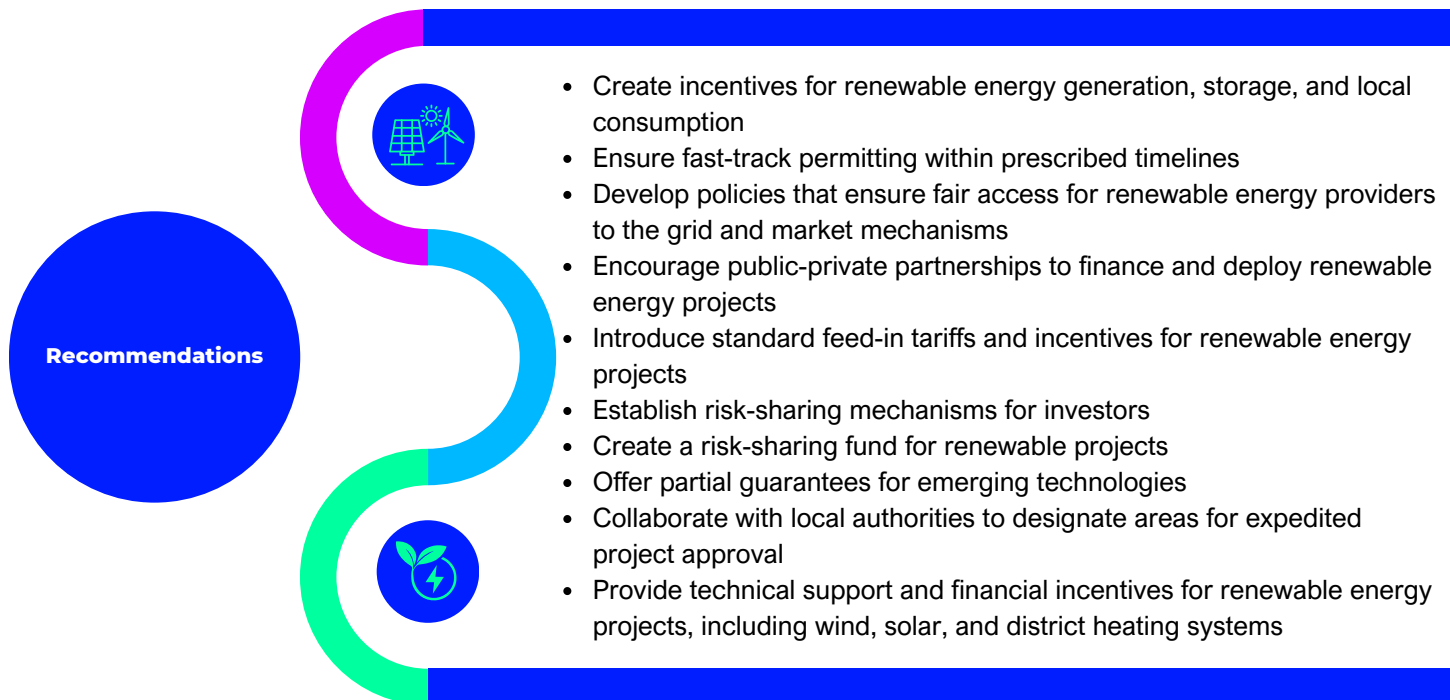 Recommendations
• Create incentives for renewable energy generation, storage, and local
consumption
• Ensure fast-track permitting within prescribed timelines
• Develop policies that ensure fair access for renewable energy providers
to the grid and market mechanisms
• Encourage public-private partnerships to finance and deploy renewable
energy projects
• Introduce standard feed-in tariffs and incentives for renewable energy
projects
• Establish risk-sharing mechanisms for investors
• Create a risk-sharing fund for renewable projects
• Offer partial guarantees for emerging technologies
• Collaborate with local authorities to designate areas for expedited
project approval
• Provide technical support and financial incentives for renewable energy
projects, including wind, solar, and district heating systems